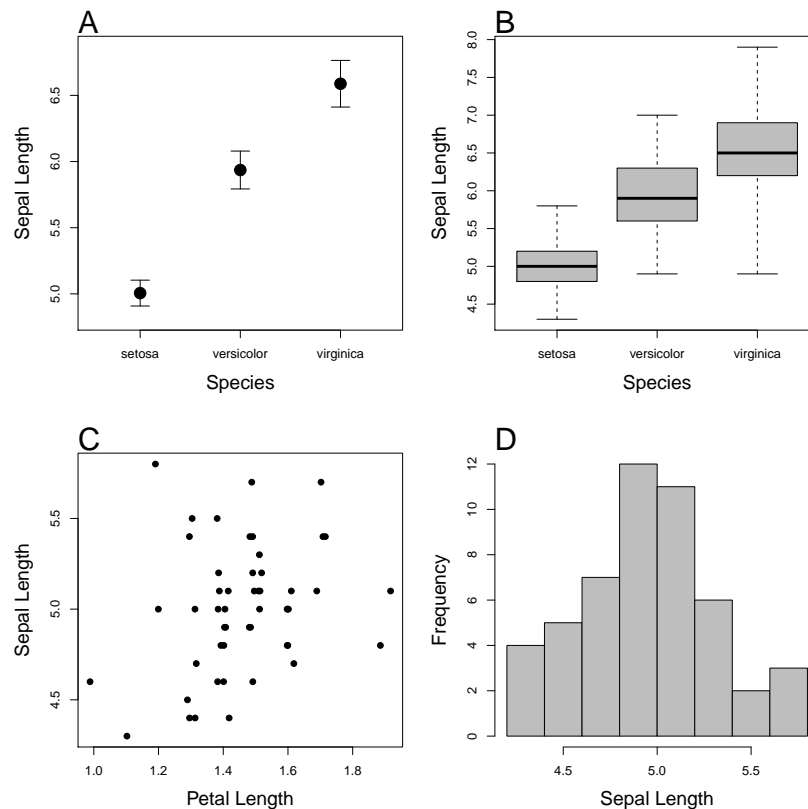 A
Sepal Length
5.0 5.5 6.0 6.5
setosa versicolor virginica
Species
B
Sepal Length
4.5 5.0 5.5 6.0 6.5 7.0 7.5 8.0
setosa versicolor virginica
Species
C
Sepal Length
4.5 5.0 5.5
1.0 1.2 1.4 1.6 1.8
Petal Length
D
Frequency
0 2 4 6 8 10 12
4.5 5.0 5.5
Sepal Length